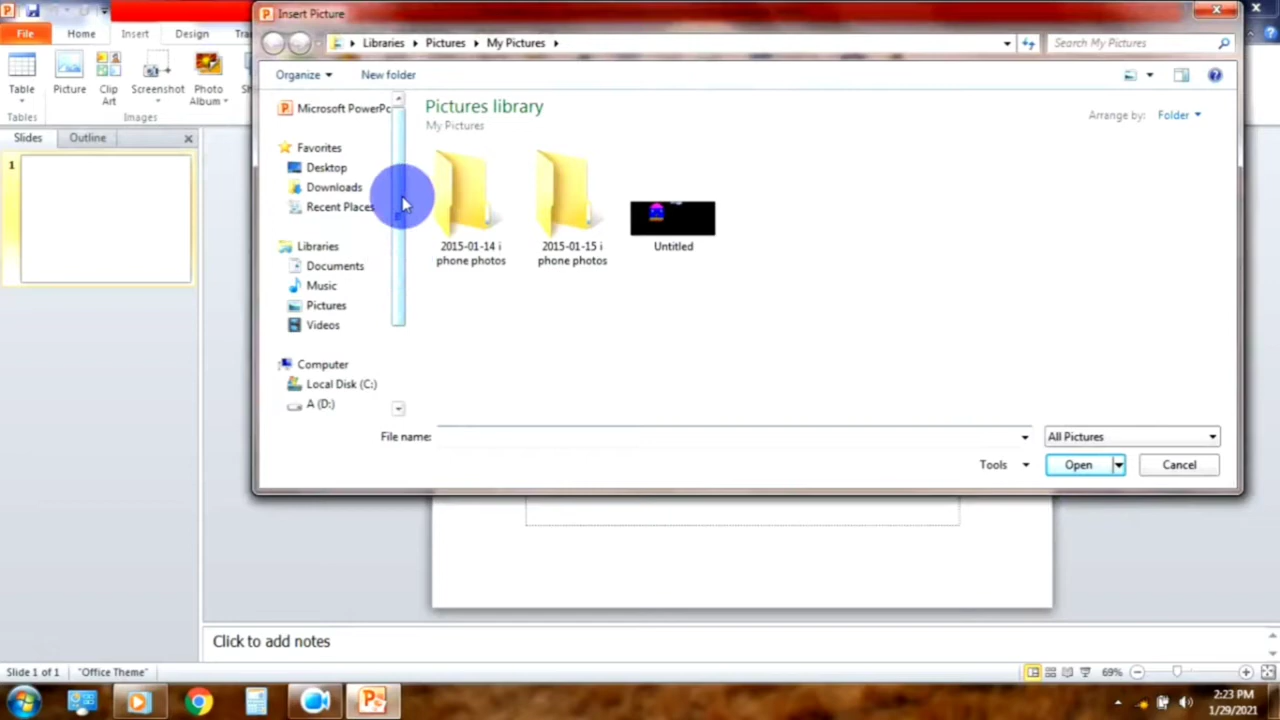 Insert Picture
File
Home
Insert
Design
Libraries
Pictures
My Pictures
Search My Pictures
Organize
New folder
Table
Picture
Clip
Art
Screenshot
Photo
Album
Tables
Images
Slides
Outline
1
Microsoft PowerPo
Favorites
Desktop
Downloads
Recent Places
Libraries
Documents
Music
Pictures
Videos
Computer
Local Disk (C:)
A (D:)
Pictures library
My Pictures
Arrange by:
Folder
2015-01-14 i
phone photos
2015-01-15 i
phone photos
Untitled
File name:
All Pictures
Tools
Open
Cancel
Click to add notes
Slide 1 of 1
"Office Theme"
69%
2:23 PM
1/29/2021